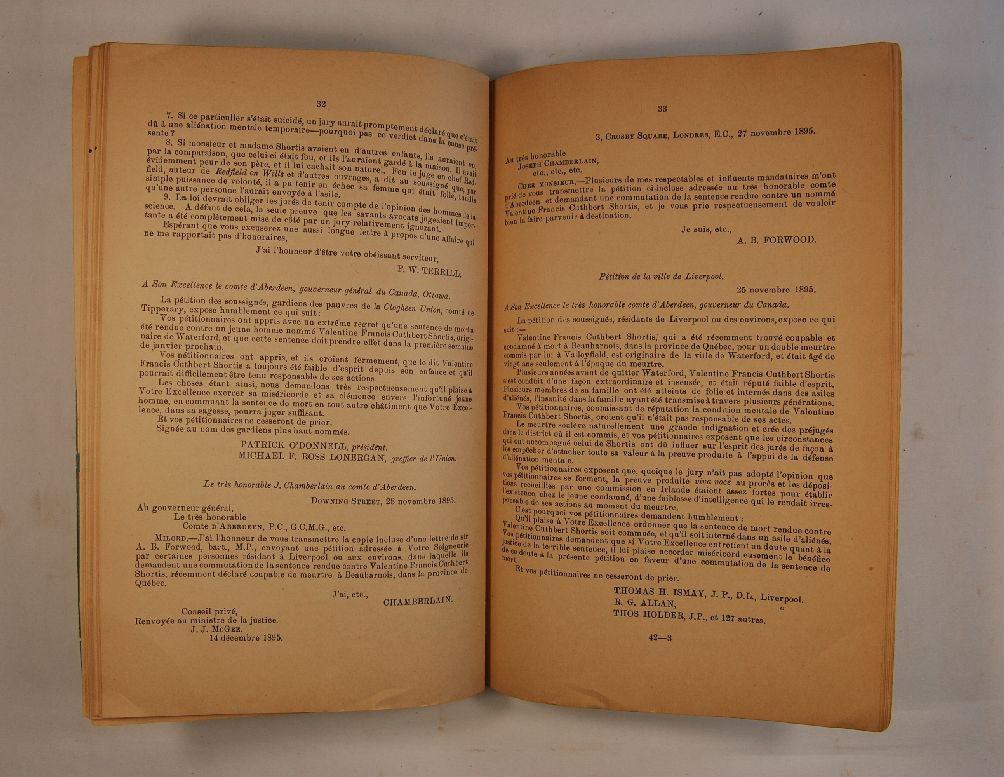 32
7. Si ce particulier s'était suicidé, un jury aurait promptement déclaré que c'était
dû à une aliénation mentale temporaire—pourquoi pas ce verdict dans la cause pré-
sente ?
8. Si monsieur et madame Shortis avaient eu d'autres enfants, ils auraient eu
par la comparaison, que celui-ci était fou, et ils l'auraient gardé à la maison. Il avait
évidemment peur de son père, et il lui cachait son naturel. Feu le juge en chef Red-
field, auteur de Redfield on Wills et d'autres ouvrages, a dit au soussigné que, par
simple puissance de volonté, il a pu tenir en échec sa femme qui était folle, tandis
qu'une autre personne l'aurait envoyée à l'asile.
9. La loi devrait obliger les jurés de tenir compte de l'opinion des hommes de la
science. A défaut de cela, la seule preuve que les savants avocats jugeaient impor-
tante a été complètement mise de côté par un jury relativement ignorant.
Espérant que vous excuserez une aussi longue lettre à propos d'une affaire qui
ne me rapportait pas d'honoraires,
J'ai l'honneur d'être votre obéissant serviteur,
P. W. TERRILL.
A Son Excellence le comte d'Aberdeen, gouverneur général du Canada, Ottawa.
La pétition des soussignés, gardiens des pauvres de la Clogheen Union, comté de
Tipperary, expose humblement ce qui suit :
Vos pétitionnaires ont appris avec un extrême regret qu'une sentence de mort a
été rendue contre un jeune homme nommé Valentine Francis Cuthbert Shortis, origi-
naire de Waterford, et que cette sentence doit prendre effet dans la première semaine
de janvier prochain.
Vos pétitionnaires ont appris, et ils croient fermement, que le dit Valentine
Francis Cuthbert Shortis a toujours été faible d'esprit depuis son enfance et qu'il
pourrait difficilement être tenu responsable de ses actions.
Les choses étant ainsi, nous demandons très respectueusement qu'il plaise à
Votre Excellence exercer sa miséricorde et sa clémence envers l'infortuné jeune
homme, en commuant la sentence de mort en tout autre châtiment que Votre Excel-
lence, dans sa sagesse, pourra juger suffisant.
Et vos pétitionnaires ne cesseront de prier.
Signée au nom des gardiens plus haut nommés.
PATRICK O'DONNELL, président.
MICHAEL F. ROSS LONERGAN, greffier de l'Union.
Le très honorable J. Chamberlain au comte d'Aberdeen.
DOWNING STREET, 28 novembre 1895.
Au gouverneur général,
Le très honorable
Comte d'ABERDEEN, P.C., G.C.M.G., etc.
MILORD,—J'ai l'honneur de vous transmettre la copie incluse d'une lettre de sir
A. B. Forwood, bart., M.P., envoyant une pétition adressée à Votre Seigneurie
par certaines personnes résidant à Liverpool ou aux environs, dans laquelle ils
demandent une commutation de la sentence rendue contre Valentine Francis Cuthbert
Shortis, récemment déclaré coupable de meurtre à Beauharnois, dans la province de
Québec.
J'ai, etc.,
CHAMBERLAIN.
Conseil privé,
Renvoyée au ministre de la justice.
J. J. McGEE.
14 décembre 1895.
33
3, CROSBY SQUARE, LONDRES, E.C., 27 novembre 1895.
Au très honorable
JOSEPH CHAMBERLAIN,
etc., etc., etc.
CHER MONSIEUR,—Plusieurs de mes respectables et influents mandataires m'ont
prié de vous transmettre la pétition ci-incluse adressée au très honorable comte
d'Aberdeen et demandant une commutation de la sentence rendue contre un nommé
Valentine Francis Cuthbert Shortis, et je vous prie respectueusement de vouloir
bien la faire parvenir à destination.
Je suis, etc.,
A. B. FORWOOD.
Pétition de la ville de Liverpool.
25 novembre 1895.
A Son Excellence le très honorable comte d'Aberdeen, gouverneur du Canada.
La pétition des soussignés, résidants de Liverpool ou des environs, expose ce qui
suit :—
Valentine Francis Cuthbert Shortis, qui a été récemment trouvé coupable et
condamné à mort à Beauharnois, dans la province de Québec, pour un double meurtre
commis par lui à Valleyfield, est originaire de la ville de Waterford, et était âgé de
vingt ans seulement à l'époque du meurtre.
Plusieurs années avant de quitter Waterford, Valentine Francis Cuthbert Shortis
s'est conduit d'une façon extraordinaire et insensée, et était réputé faible d'esprit.
Plusieurs membres de sa famille ont été atteints de folie et internés dans des asiles
d'aliénés, l'insanité dans la famille ayant été transmise à travers plusieurs générations.
Vos pétitionnaires, connaissant de réputation la condition mentale de Valentine
Francis Cuthbert Shortis, croient qu'il n'était pas responsable de ses actes.
Le meurtre soulève naturellement une grande indignation et crée des préjugés
dans le district où il est commis, et vos pétitionnaires exposent que les circonstances
qui ont accompagné celui de Shortis ont dû influer sur l'esprit des jurés de façon à
les empêcher d'attacher toute sa valeur à la preuve produite à l'appui de la défense
d'aliénation mentale.
Vos pétitionnaires exposent que, quoique le jury n'ait pas adopté l'opinion que
vos pétitionnaires se forment, la preuve produite viva voce au procès et les déposi-
tions recueillies par une commission en Irlande étaient assez fortes pour établir
l'existence chez le jeune condamné, d'une faiblesse d'intelligence qui le rendait irres-
ponsable de ses actions au moment du meurtre.
C'est pourquoi vos pétitionnaires demandent humblement :
Qu'il plaise à Votre Excellence ordonner que la sentence de mort rendue contre
Valentine Francis Cuthbert Shortis soit commuée, et qu'il soit interné dans un asile d'aliénés.
Vos pétitionnaires demandent que si Votre Excellence entretient un doute quant à la
justice de la terrible sentence, il lui plaise accorder miséricordieusement le bénéfice
de ce doute à la présente pétition en faveur d'une commutation de la sentence de
mort.
Et vos pétitionnaires ne cesseront de prier.
THOMAS H. ISMAY, J. P., D.L., Liverpool.
R. G. ALLAN, "
THOS HOLDER, J.P., et 127 autres.
42—3